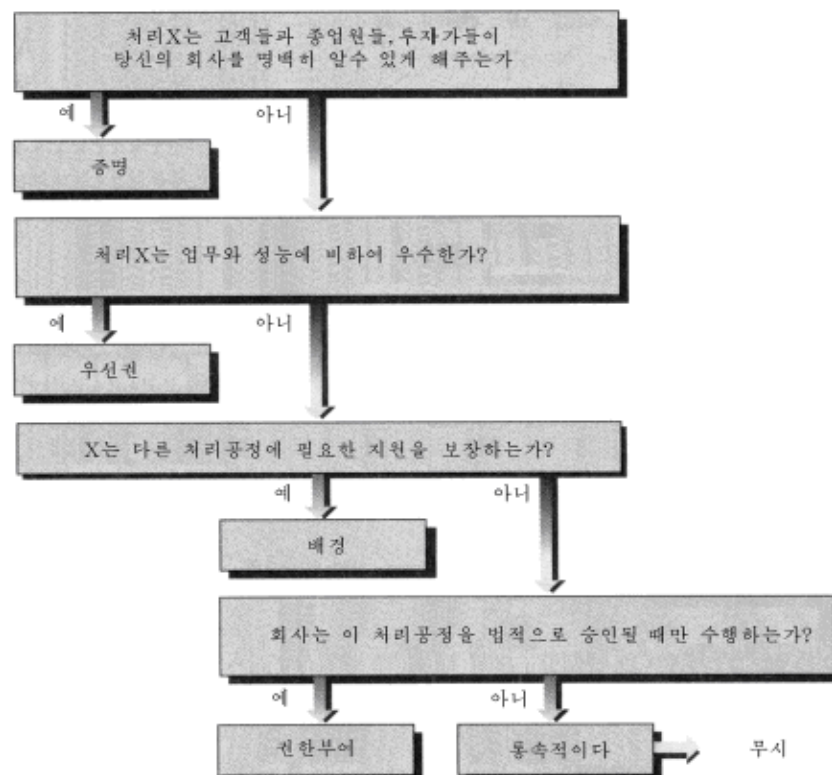 처리X는 고객들과 종업원들,투자가들이
당신의 회사를 명백히 알수 있게 해주는가
예
아니
증명
처리X는 업무와 성능에 비하여 우수한가?
예
아니
우선권
X는 다른 처리공정에 필요한 지원을 보장하는가?
예
아니
배경
회사는 이 처리공정을 법적으로 승인될 때만 수행하는가?
예
아니
권한부여
통속적이다
무시